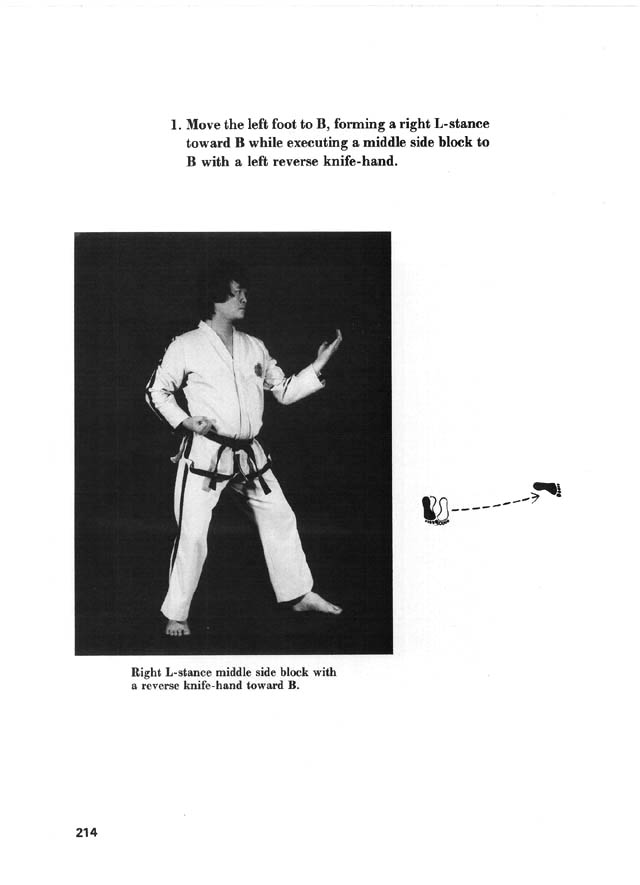 1. Move the left foot to B, forming a right L-stance
toward B while executing a middle side block to
B with a left reverse knife-hand.
Right L-stance middle side block with
a reverse knife-hand toward B.
214